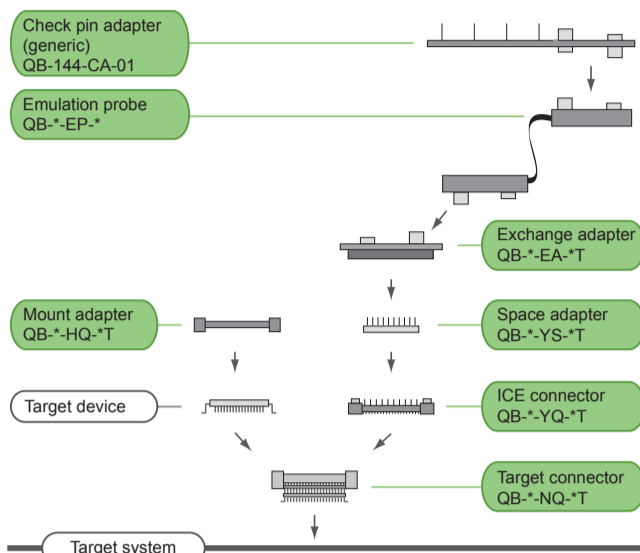 Check pin adapter
(generic)
QB-144-CA-01
Emulation probe
QB-*-EP-*
Exchange adapter
QB-*-EA-*T
Mount adapter
QB-*-HQ-*T
Space adapter
QB-*-YS-*T
Target device
ICE connector
QB-*-YQ-*T
Target connector
QB-*-NQ-*T
Target system